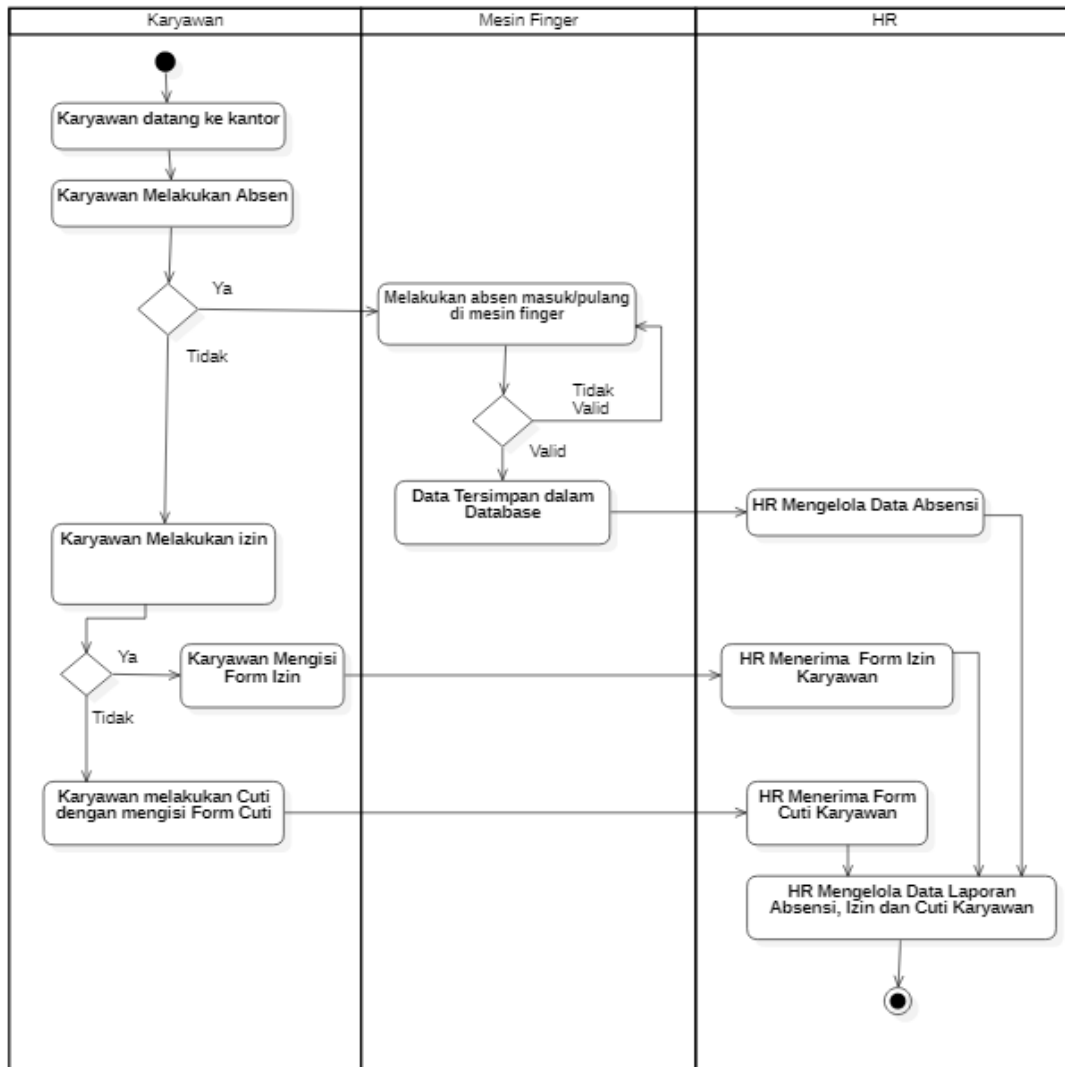 Karyawan
Mesin Finger
HR
Karyawan datang ke kantor
Karyawan Melakukan Absen
Ya
Melakukan absen masuk/pulang
di mesin finger
Tidak
Tidak
Valid
Valid
Data Tersimpan dalam
Database
HR Mengelola Data Absensi
Karyawan Melakukan izin
Ya
Karyawan Mengisi
Form Izin
HR Menerima Form Izin
Karyawan
Tidak
Karyawan melakukan Cuti
dengan mengisi Form Cuti
HR Menerima Form
Cuti Karyawan
HR Mengelola Data Laporan
Absensi, Izin dan Cuti Karyawan